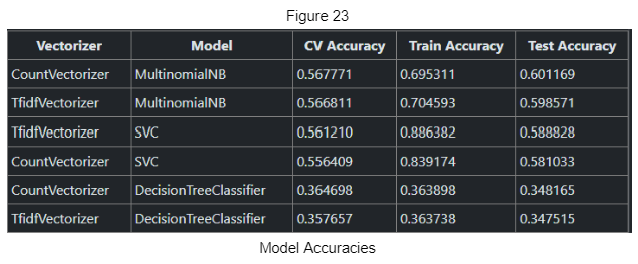 Figure 23
Vectorizer Model CV Accuracy Train Accuracy Test Accuracy
CountVectorizer MultinomialNB 0.567771 0.695311 0.601169
TfidfVectorizer MultinomialNB 0.566811 0.704593 0.598571
TfidfVectorizer SVC 0.561210 0.886382 0.588828
CountVectorizer SVC 0.556409 0.839174 0.581033
CountVectorizer DecisionTreeClassifier 0.364698 0.363898 0.348165
TfidfVectorizer DecisionTreeClassifier 0.357657 0.363738 0.347515
Model Accuracies